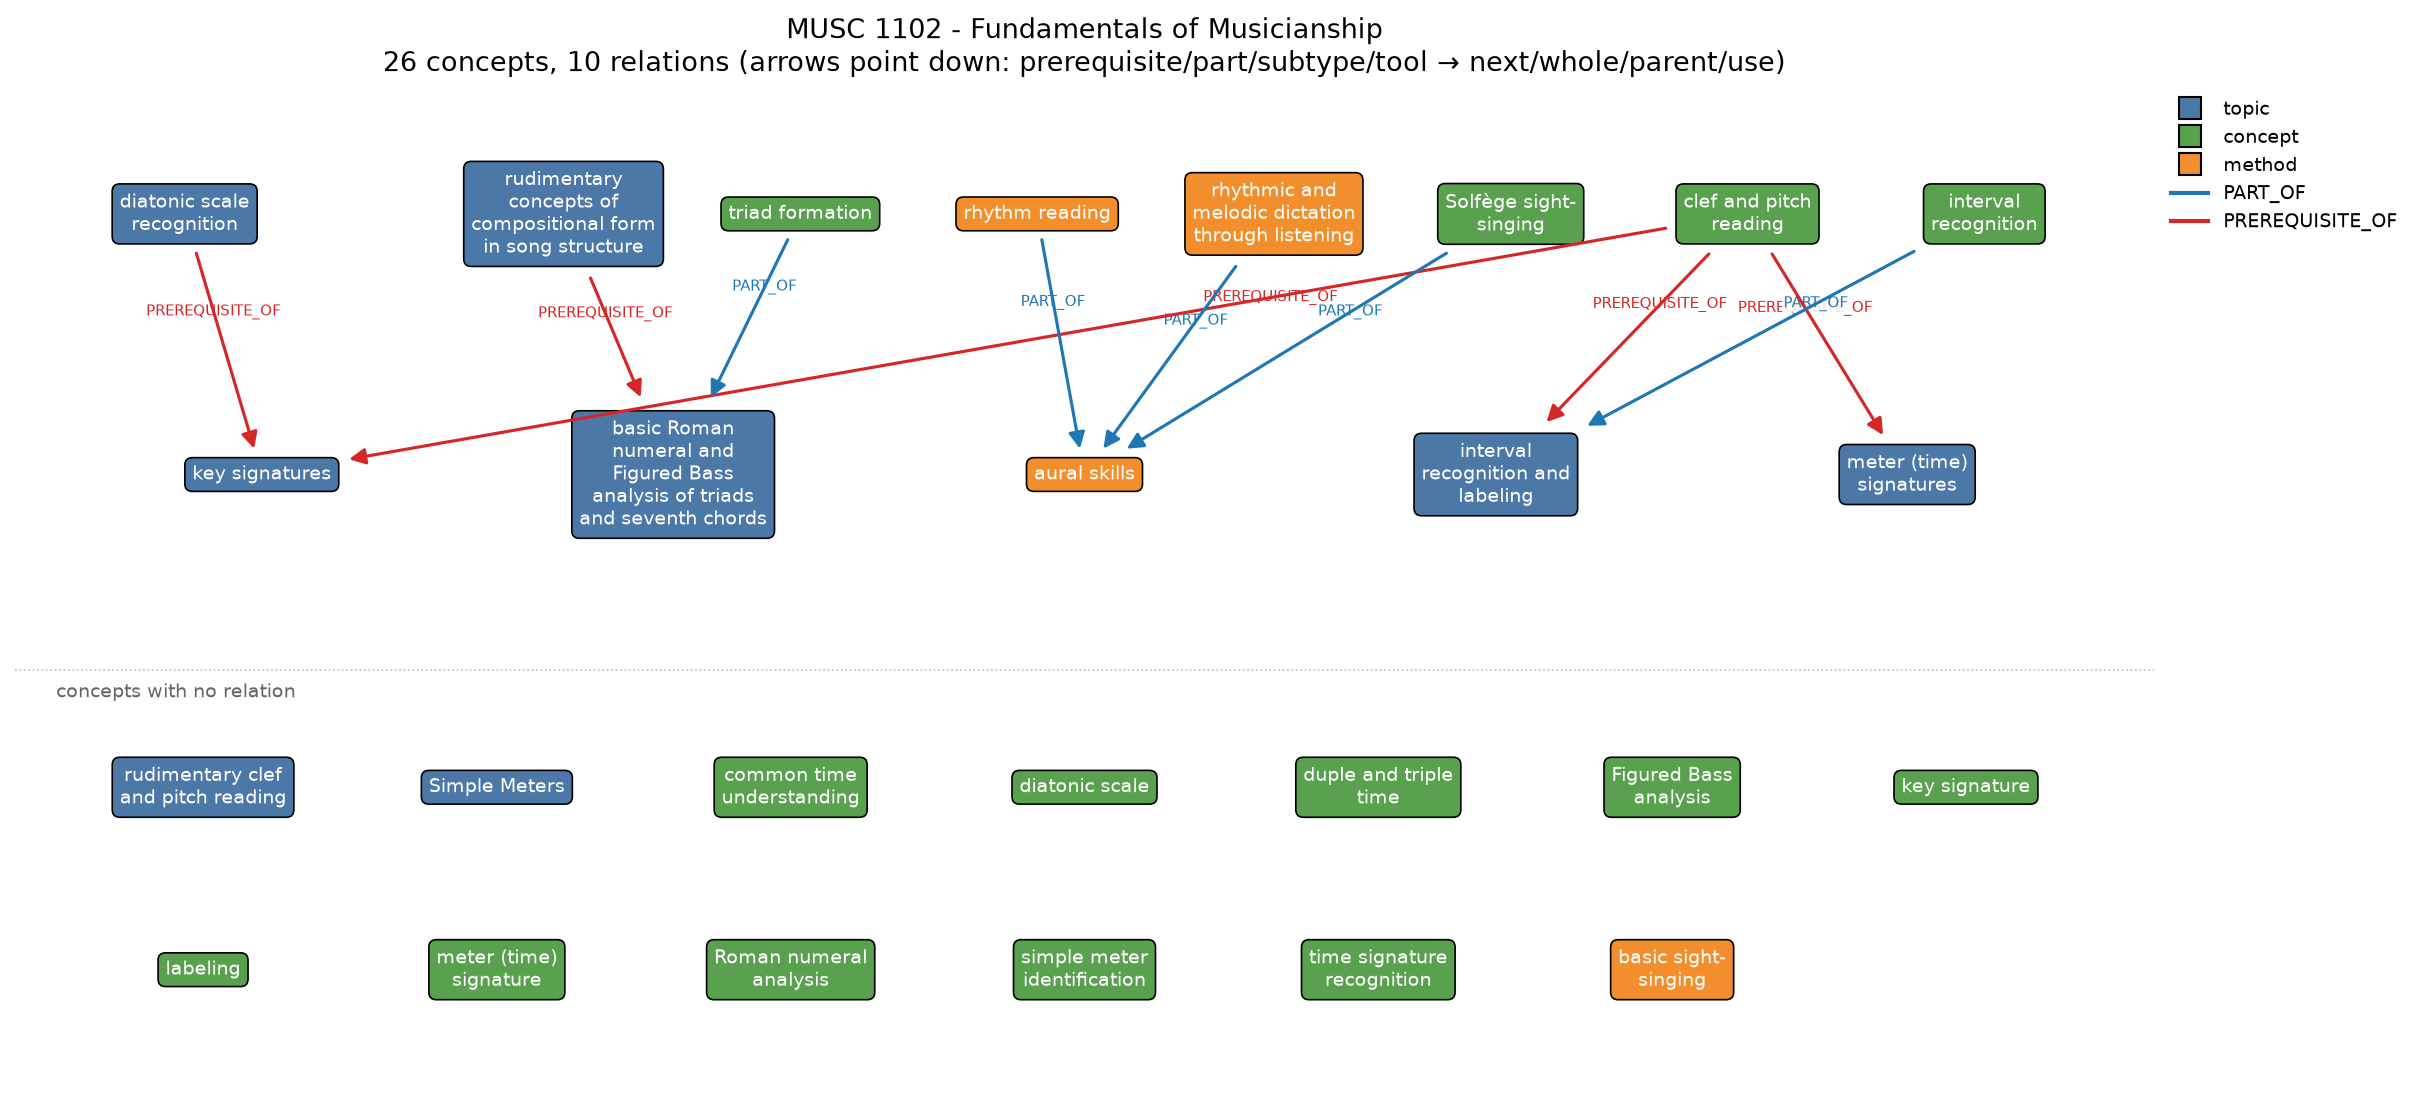 MUSC 1102 - Fundamentals of Musicianship
26 concepts, 10 relations (arrows point down: prerequisite/part/subtype/tool → next/whole/parent/use)
topic
concept
method
PART_OF
PREREQUISITE_OF
diatonic scale
recognition
rudimentary
concepts of
compositional form
in song structure
triad formation
rhythm reading
rhythmic and
melodic dictation
through listening
Solfège sight-
singing
clef and pitch
reading
interval
recognition
PREREQUISITE_OF
PREREQUISITE_OF
PART_OF
PART_OF
PART_OF
PREREQUISITE_OF
PART_OF
PREREQUISITE_OF
PREREQUISITE_OF
PART_OF
key signatures
basic Roman
numeral and
Figured Bass
analysis of triads
and seventh chords
aural skills
interval
recognition and
labeling
meter (time)
signatures
concepts with no relation
rudimentary clef
and pitch reading
Simple Meters
common time
understanding
diatonic scale
duple and triple
time
Figured Bass
analysis
key signature
labeling
meter (time)
signature
Roman numeral
analysis
simple meter
identification
time signature
recognition
basic sight-
singing